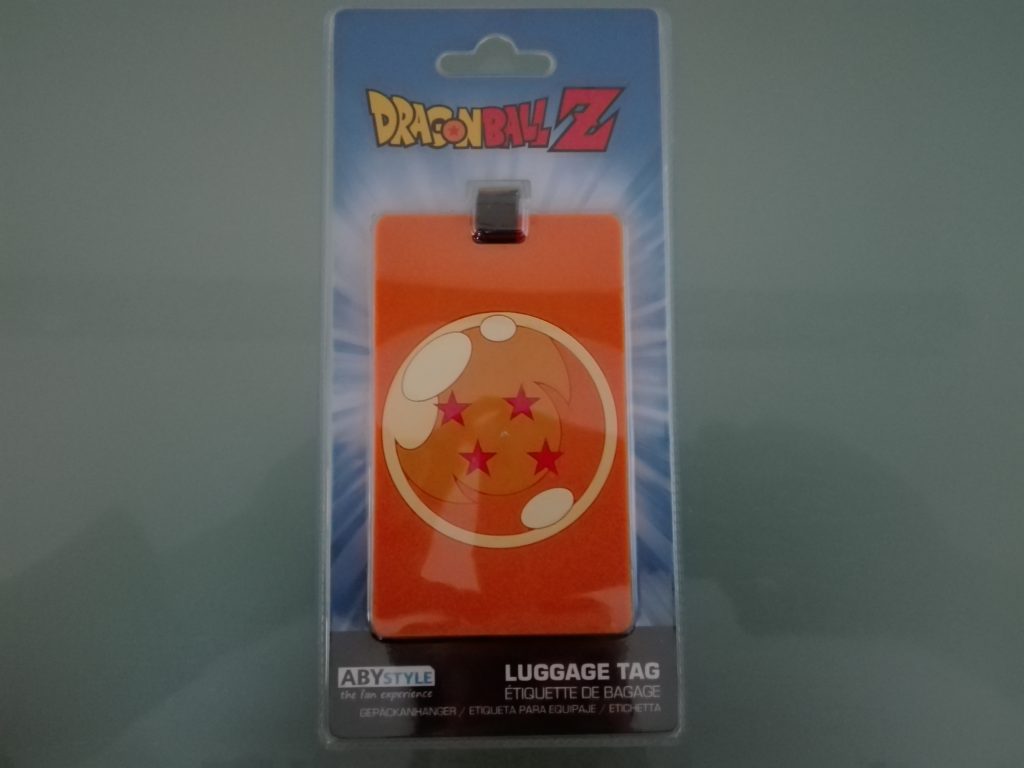 DRAGONBALL Z
ABYSTYLE
the fan experience
LUGGAGE TAG
ÉTIQUETTE DE BAGAGE
GEPÄCKANHÄNGER / ETIQUETA PARA EQUIPAJE / ETICHETTA